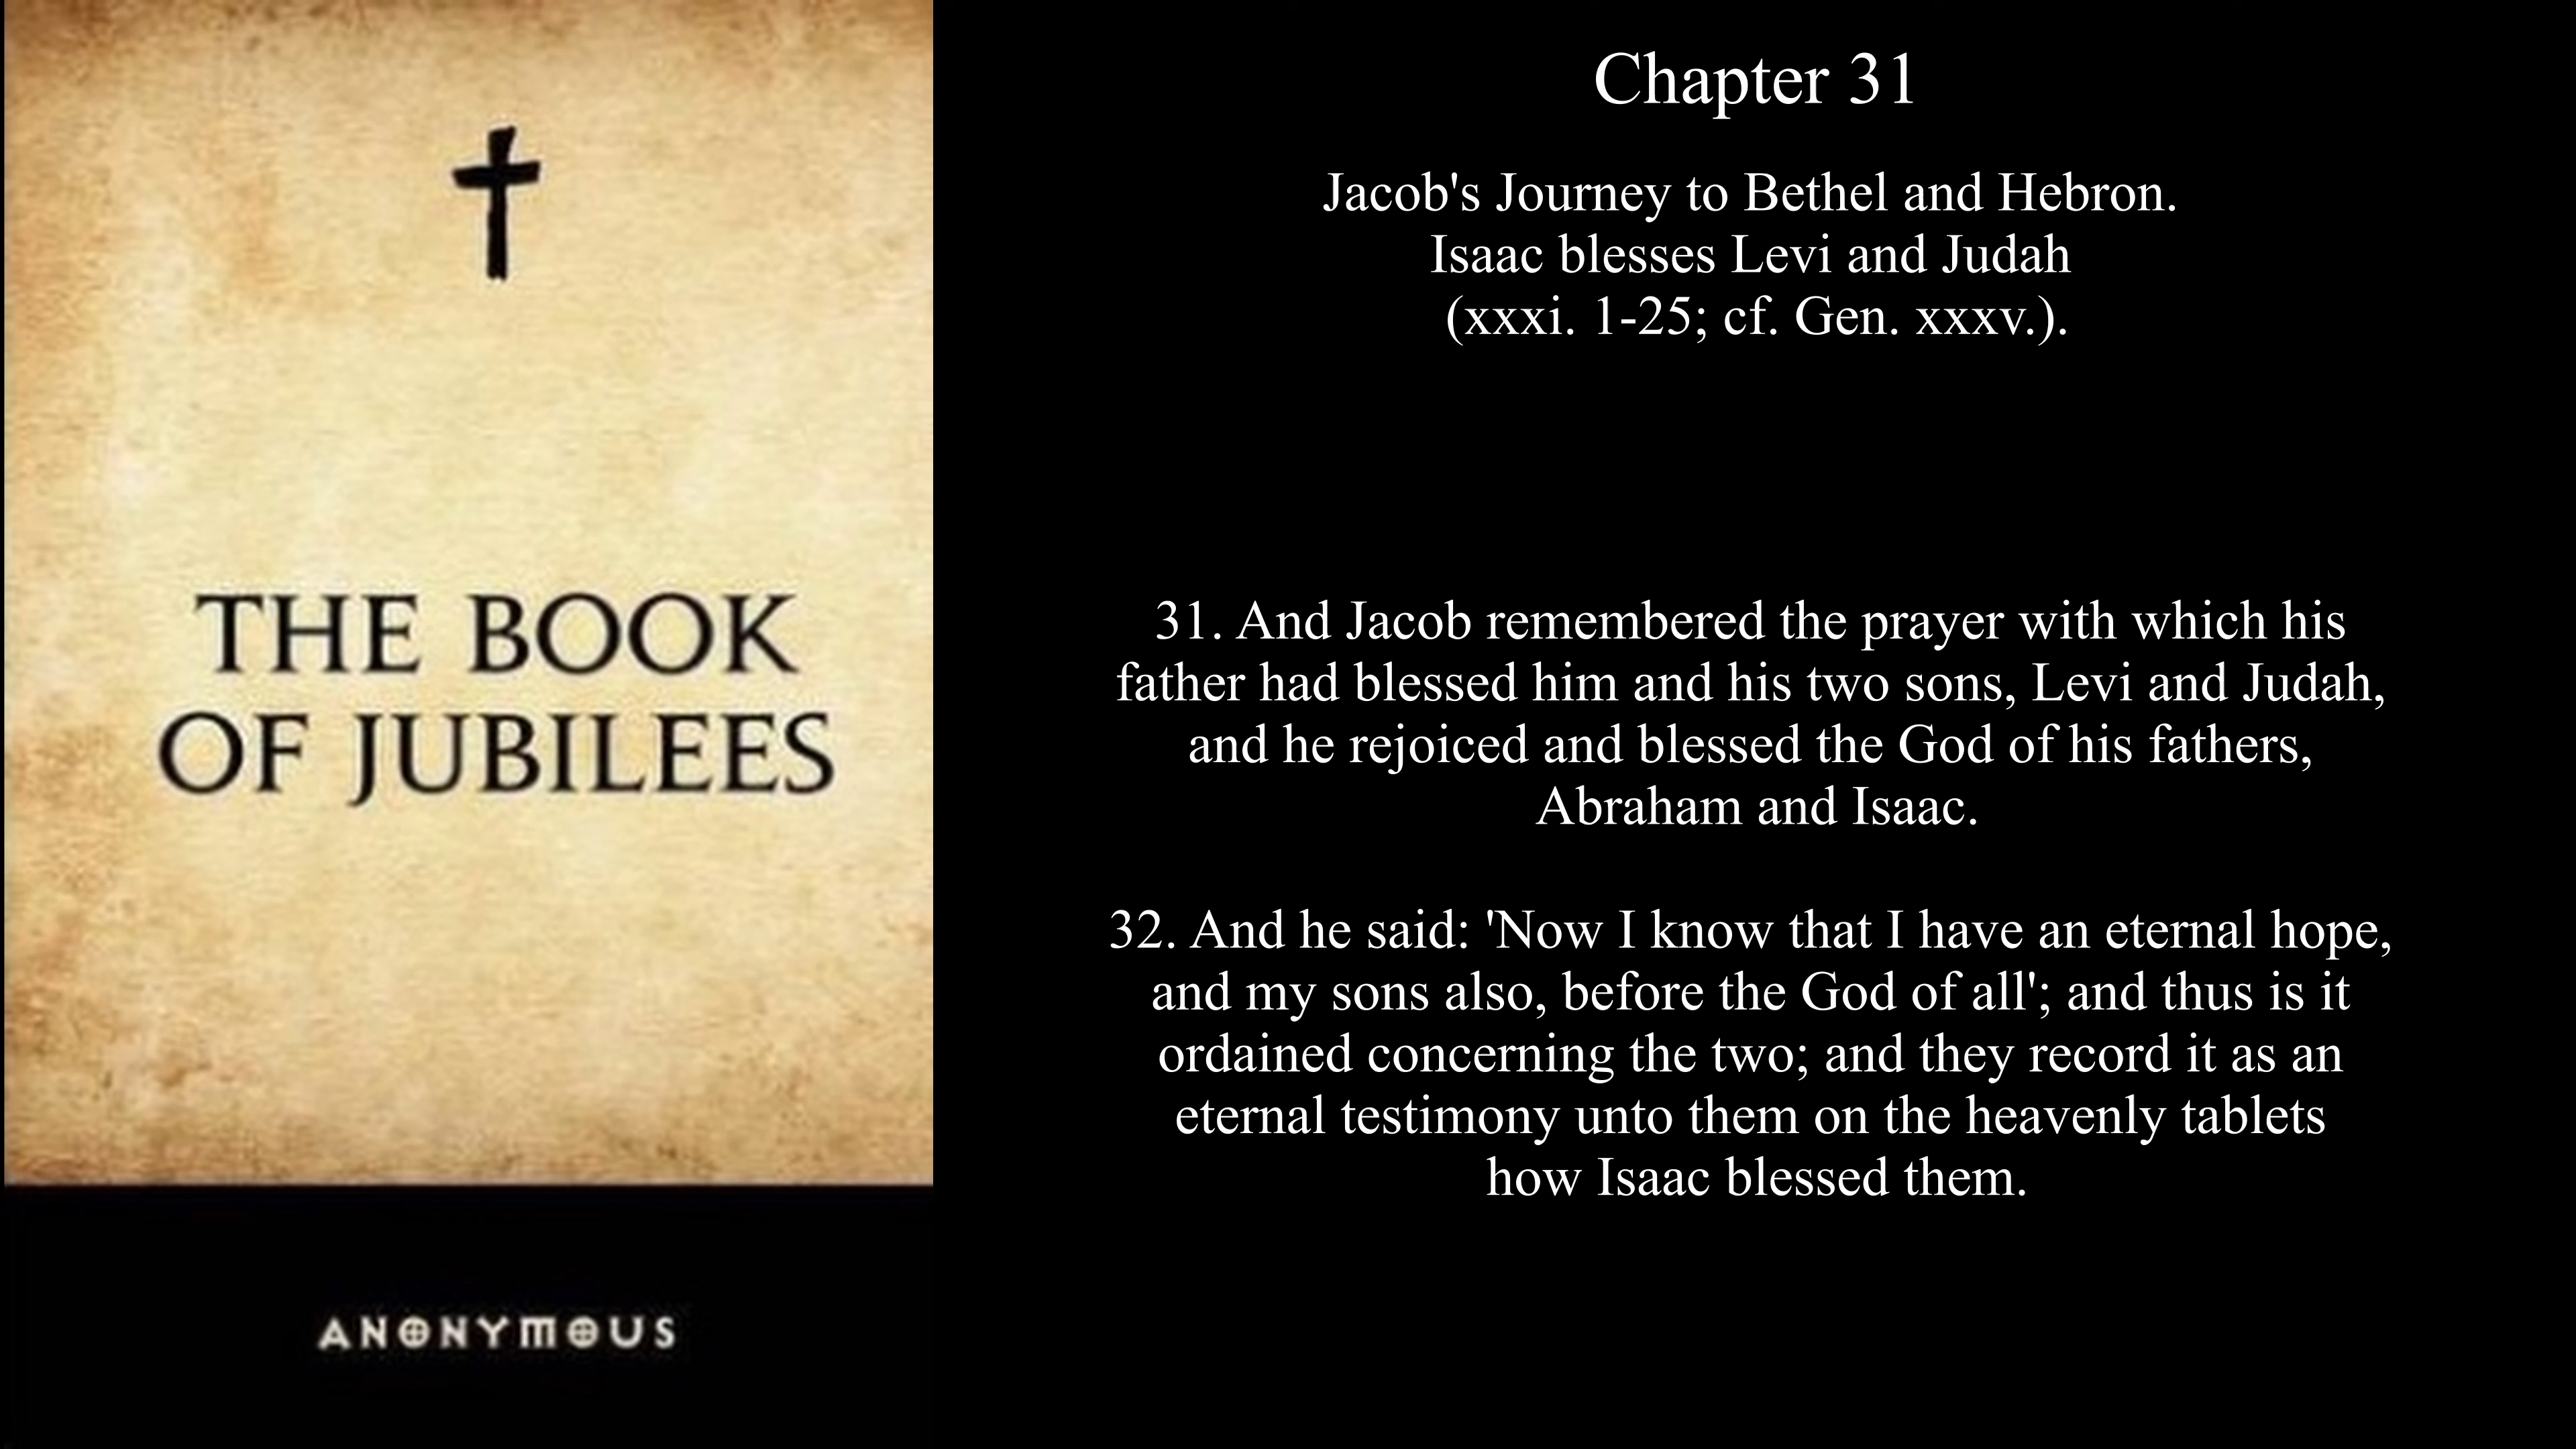 THE BOOK
OF JUBILEES
ANONYMOUS
Chapter 31
Jacob's Journey to Bethel and Hebron.
Isaac blesses Levi and Judah
(xxxi. 1-25; cf. Gen. xxxv.).
31. And Jacob remembered the prayer with which his
father had blessed him and his two sons, Levi and Judah,
and he rejoiced and blessed the God of his fathers,
Abraham and Isaac.
32. And he said: 'Now I know that I have an eternal hope,
and my sons also, before the God of all'; and thus is it
ordained concerning the two; and they record it as an
eternal testimony unto them on the heavenly tablets
how Isaac blessed them.